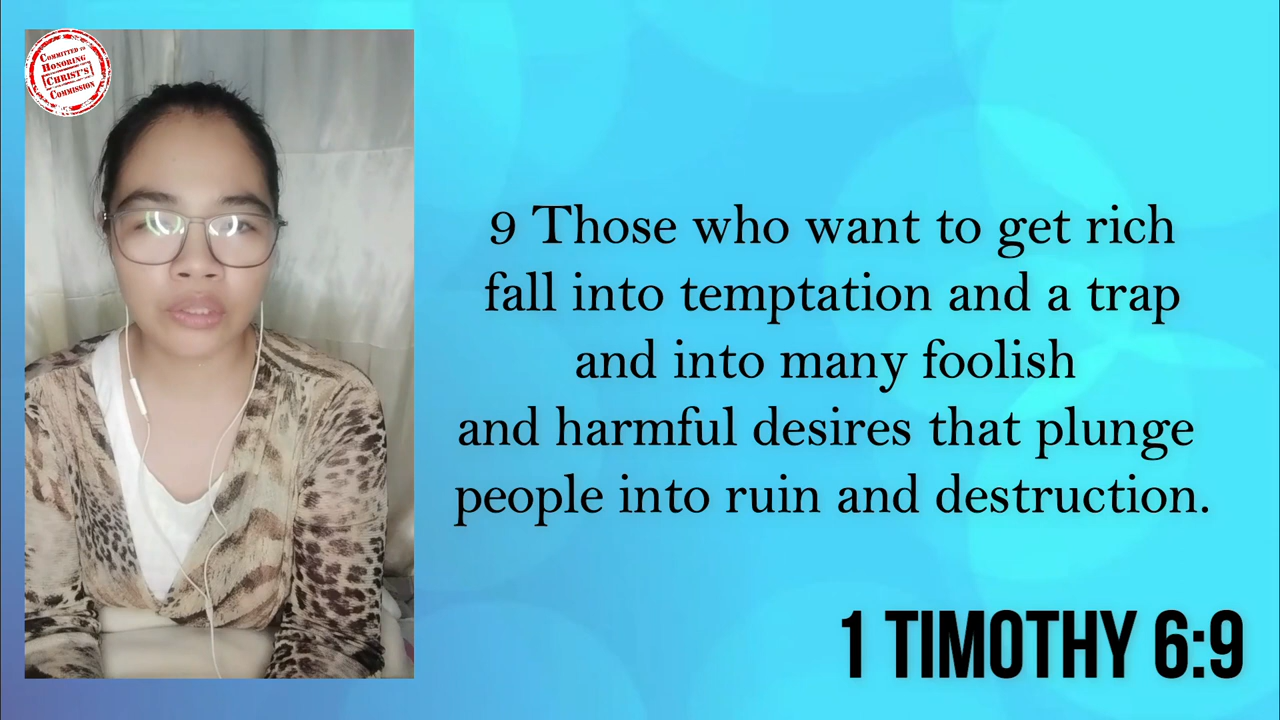 COMMITTED TO
HONORING
CHRIST'S
COMMISSION
9 Those who want to get rich
fall into temptation and a trap
and into many foolish
and harmful desires that plunge
people into ruin and destruction.
1 TIMOTHY 6:9